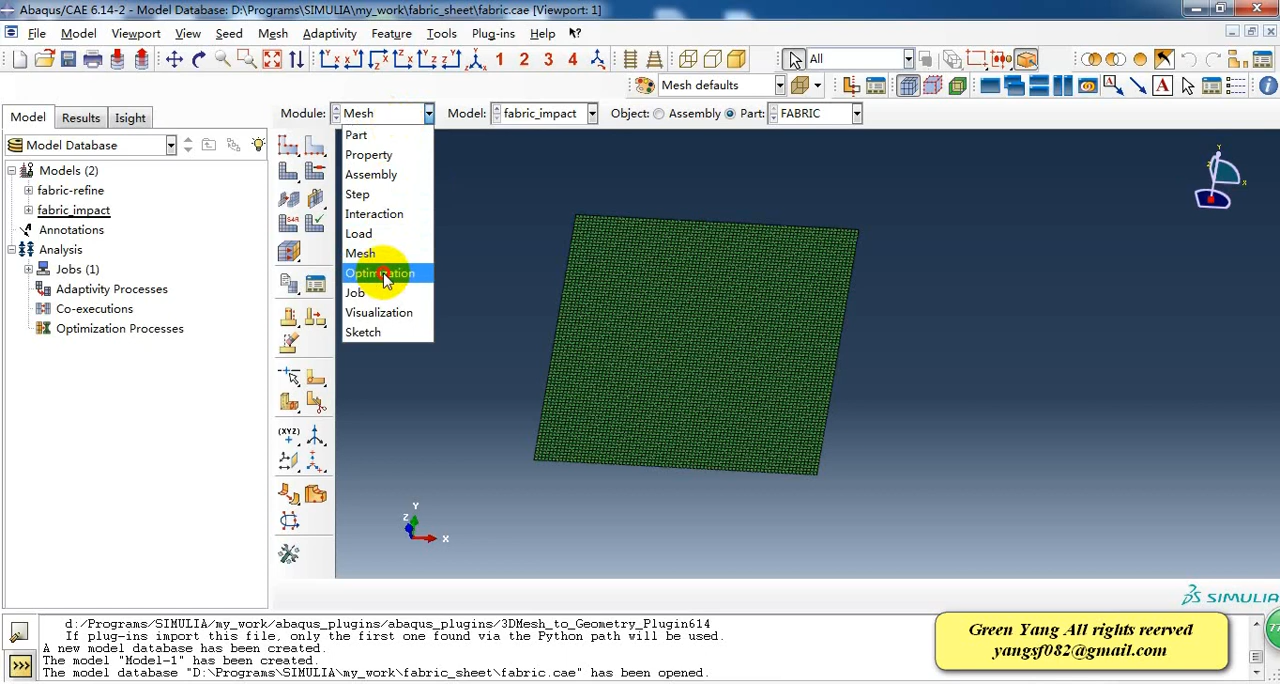 Abaqus/CAE 6.14-2 - Model Database: D:\Programs\SIMULIA\my_work\fabric_sheet\fabric.cae [Viewport: 1]
File Model Viewport View Seed Mesh Adaptivity Feature Tools Plug-ins Help
1 2 3 4 All
Mesh defaults
Model Results Isight Module: Mesh Model: fabric_impact Object: Assembly Part: FABRIC
Model Database
Models (2)
fabric-refine
fabric_impact
Annotations
Analysis
Jobs (1)
Adaptivity Processes
Co-executions
Optimization Processes
Part
Property
Assembly
Step
Interaction
Load
Mesh
Optimization
Job
Visualization
Sketch
Y
Z
X
SIMULIA
d:/Programs/SIMULIA/my_work/abaqus_plugins/abaqus_plugins/3DMesh_to_Geometry_Plugin614
If plug-ins import this file, only the first one found via the Python path will be used.
A new model database has been created.
The model "Model-1" has been created.
The model database "D:\Programs\SIMULIA\my_work\fabric_sheet\fabric.cae" has been opened.
Green Yang All rights reerved
yangsf082@gmail.com